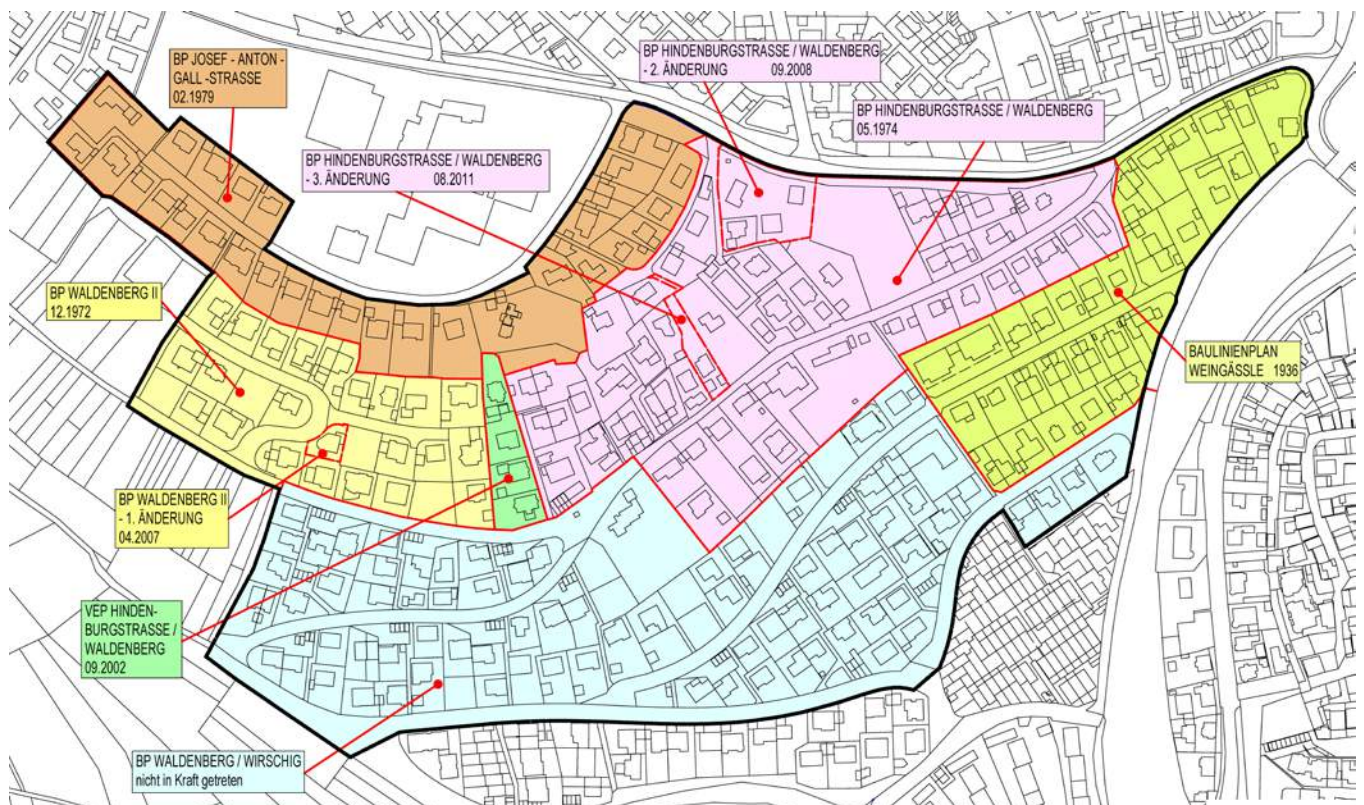 BP JOSEF - ANTON -
GALL -STRASSE
02.1979
BP HINDENBURGSTRASSE / WALDENBERG
- 2. ÄNDERUNG 09.2008
BP HINDENBURGSTRASSE / WALDENBERG
05.1974
BP HINDENBURGSTRASSE / WALDENBERG
- 3. ÄNDERUNG 08.2011
BP WALDENBERG II
12.1972
BAULINIENPLAN
WEINGÄSSLE 1936
BP WALDENBERG II
- 1. ÄNDERUNG
04.2007
VEP HINDEN-
BURGSTRASSE /
WALDENBERG
09.2002
BP WALDENBERG / WIRSCHIG
nicht in Kraft getreten